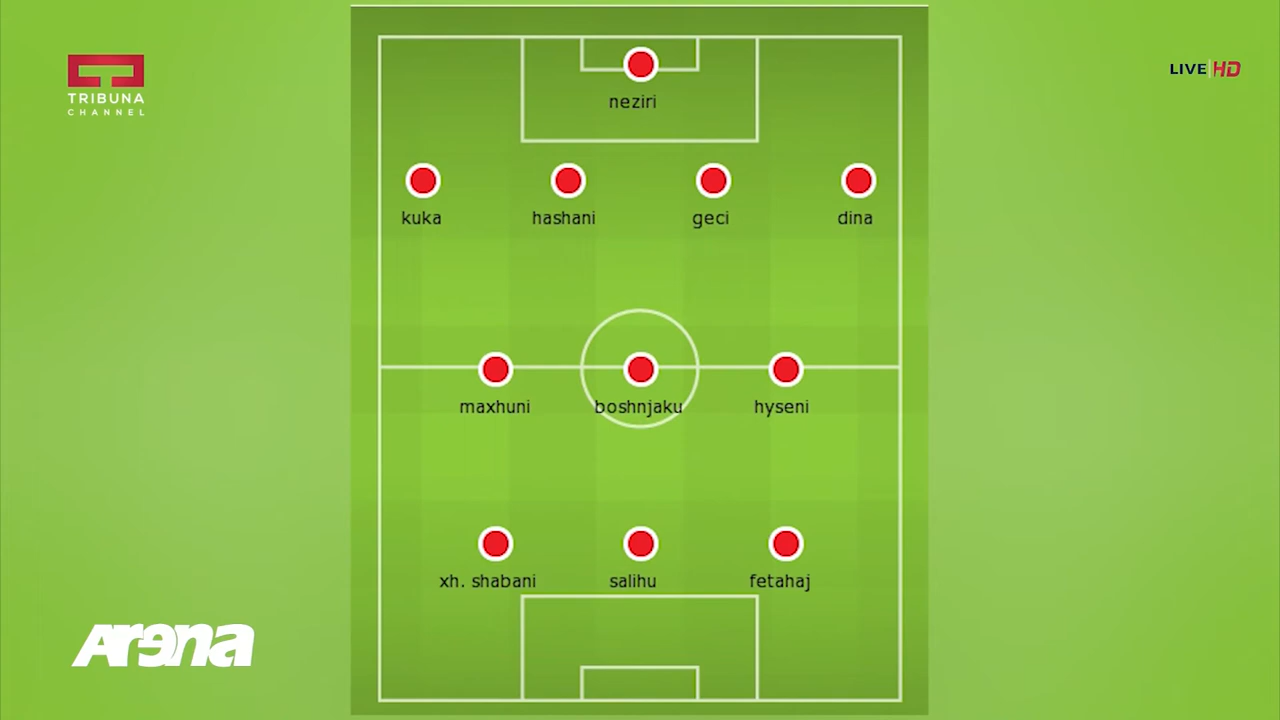 TRIBUNA
CHANNEL
LIVE HD
neziri
kuka hashani geci dina
maxhuni boshnjaku hyseni
xh. shabani salihu fetahaj
arena